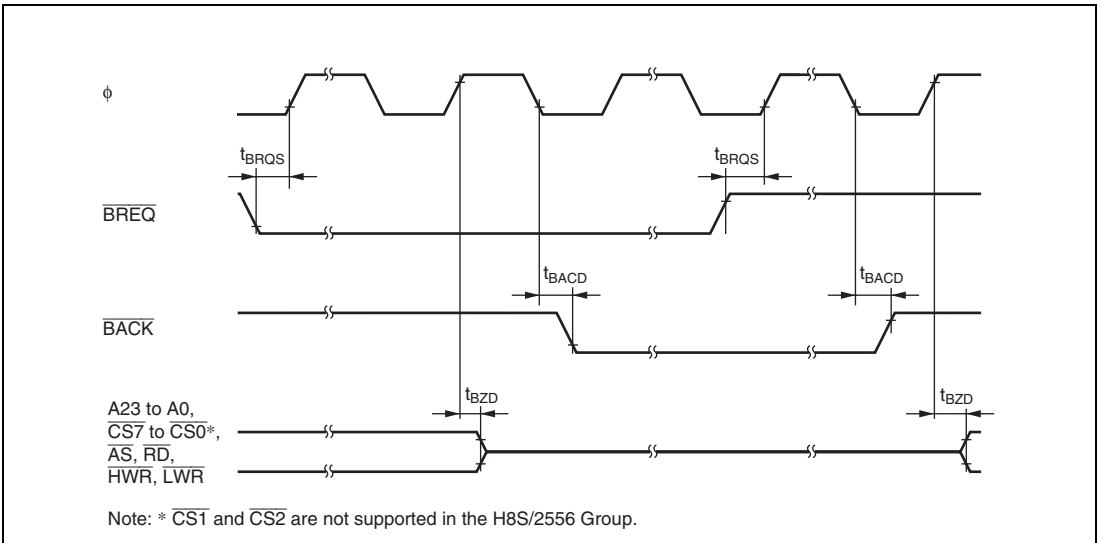 ϕ
tBRQS tBRQS
BREQ
tBACD tBACD
BACK
tBZD tBZD
A23 to A0,
CS7 to CS0*,
AS, RD,
HWR, LWR
Note: * CS1 and CS2 are not supported in the H8S/2556 Group.